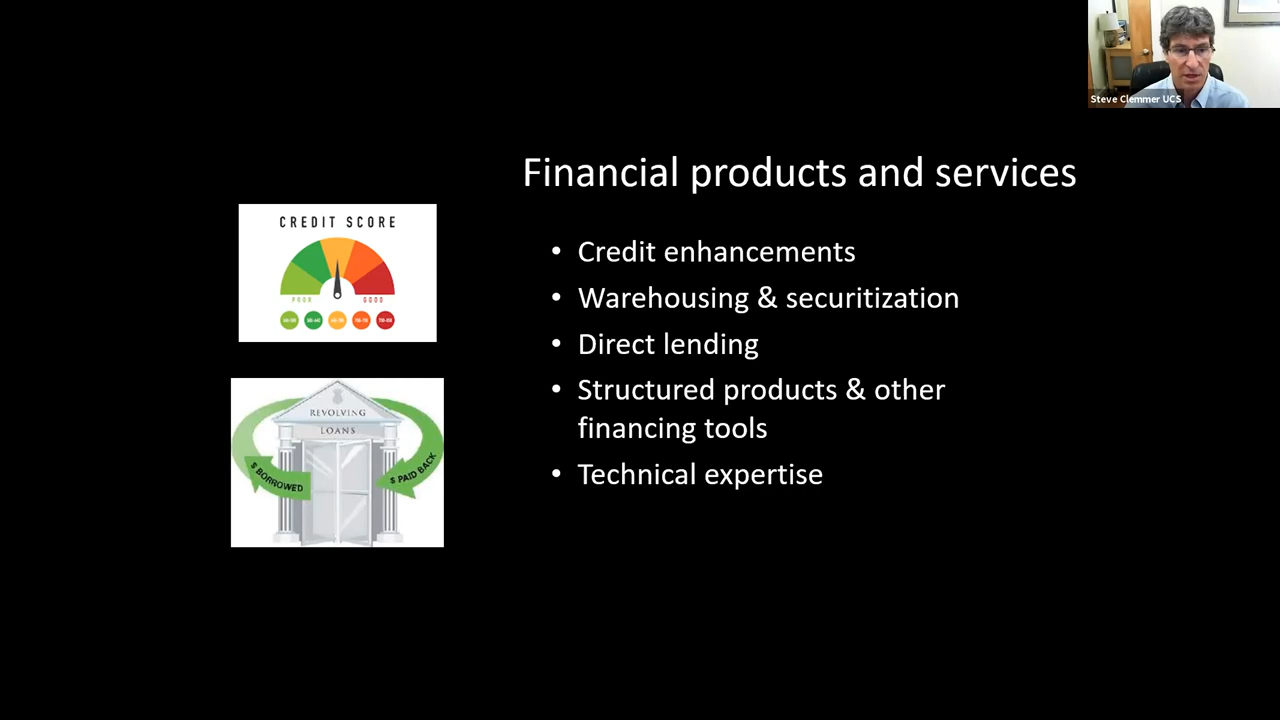 Steve Clemmer UCS
Financial products and services
CREDIT SCORE
POOR
GOOD
• Credit enhancements
• Warehousing & securitization
• Direct lending
• Structured products & other
financing tools
• Technical expertise
REVOLVING
LOANS
$ BORROWED
$ PAID BACK